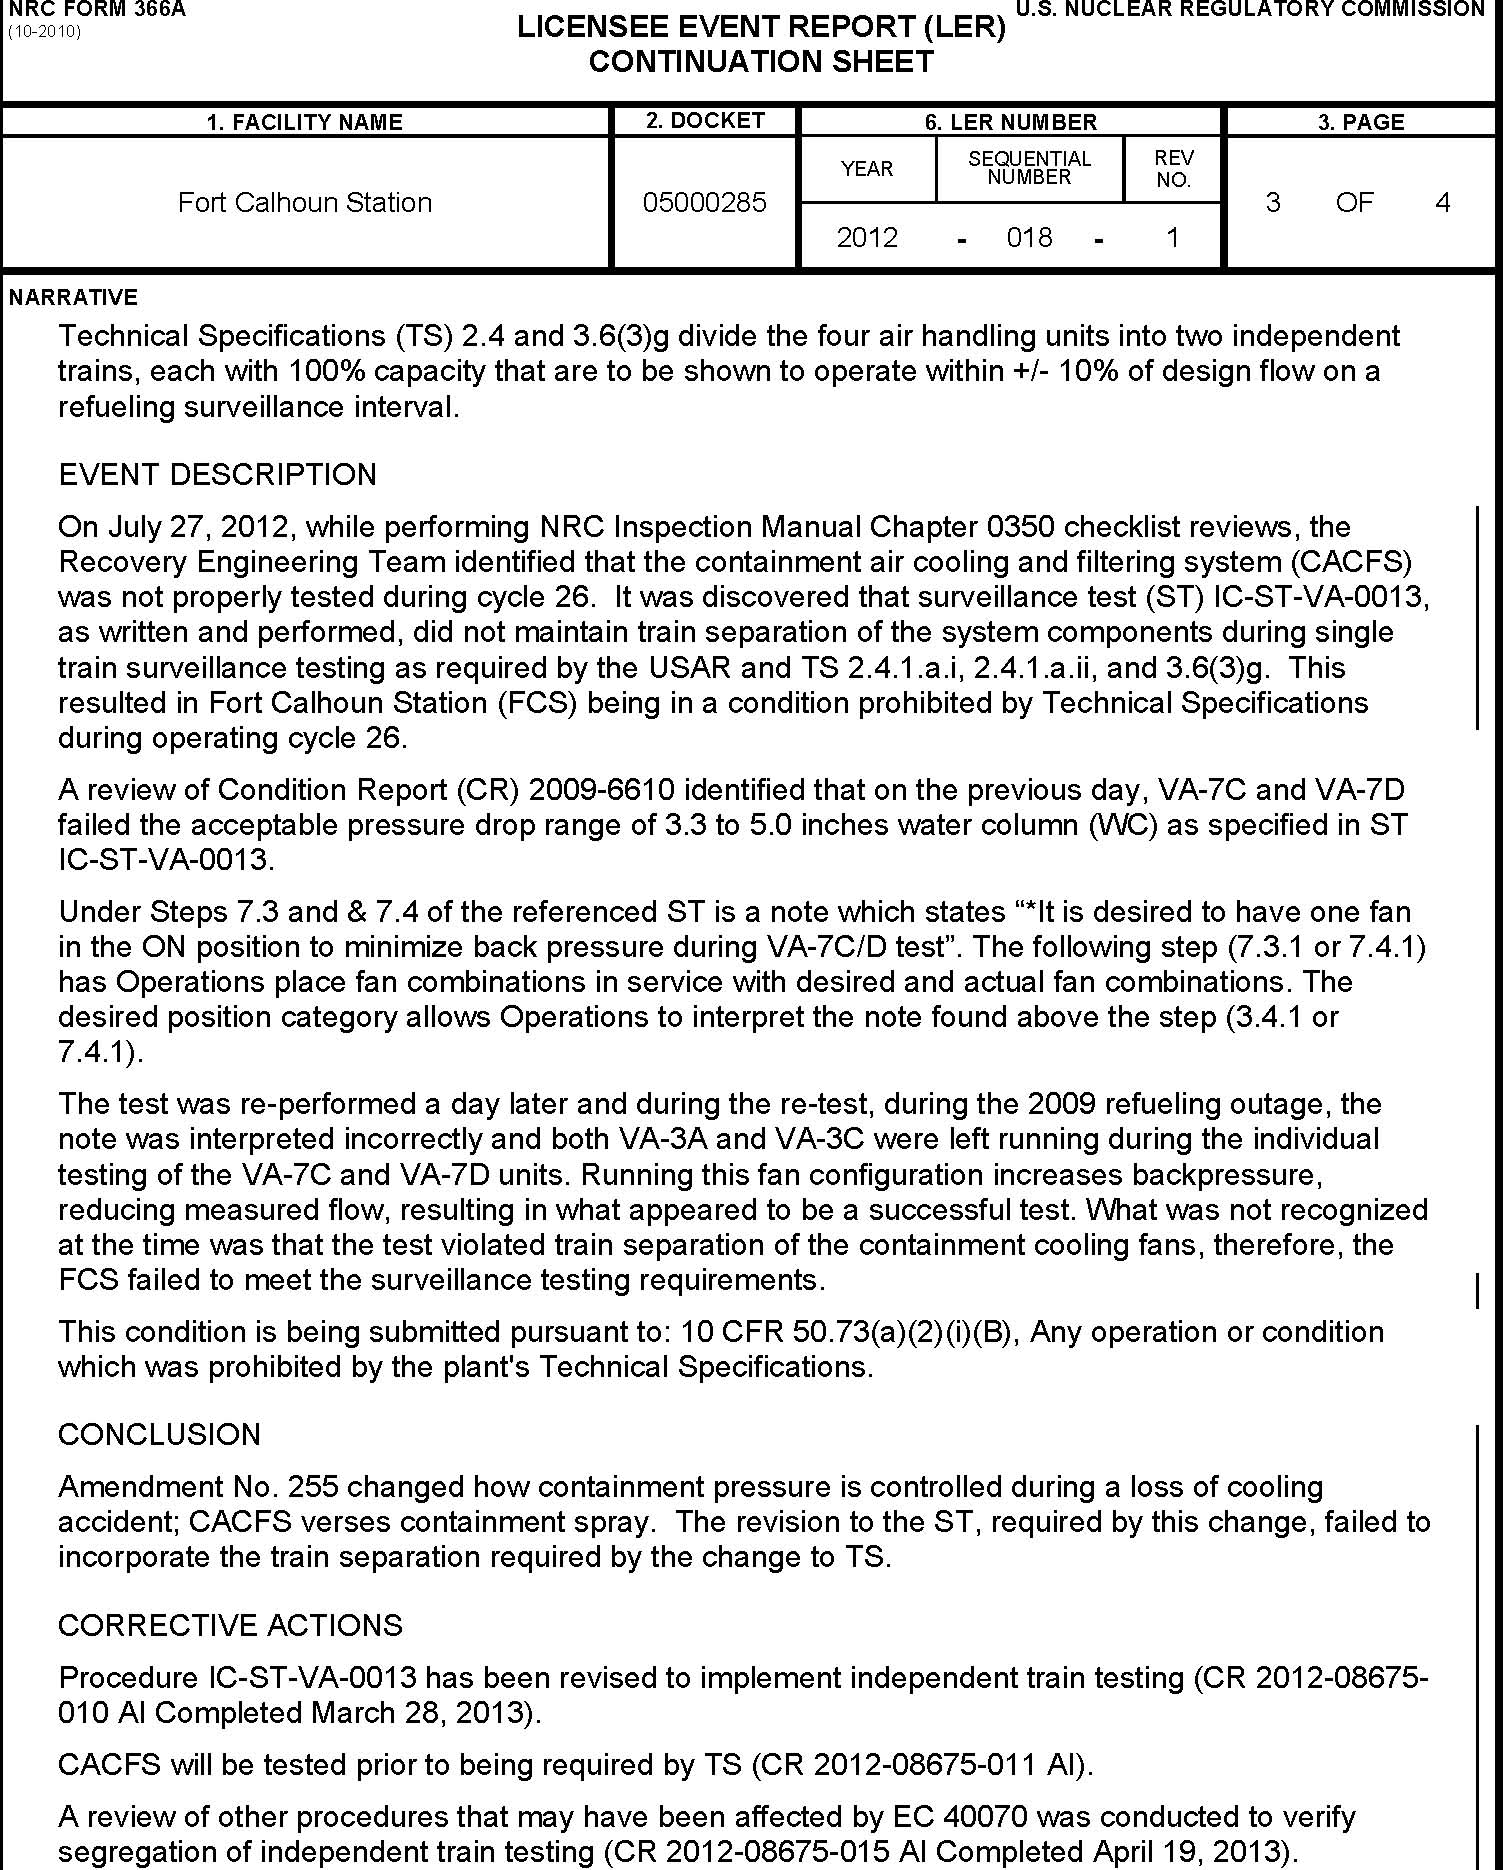 NRC FORM 366A
(10-2010)
U.S. NUCLEAR REGULATORY COMMISSION
LICENSEE EVENT REPORT (LER)
CONTINUATION SHEET
1. FACILITY NAME
2. DOCKET
6. LER NUMBER
3. PAGE
Fort Calhoun Station
05000285
YEAR
SEQUENTIAL
NUMBER
REV
NO.
2012 - 018 - 1
3 OF 4
NARRATIVE
Technical Specifications (TS) 2.4 and 3.6(3)g divide the four air handling units into two independent
trains, each with 100% capacity that are to be shown to operate within +/- 10% of design flow on a
refueling surveillance interval.
EVENT DESCRIPTION
On July 27, 2012, while performing NRC Inspection Manual Chapter 0350 checklist reviews, the
Recovery Engineering Team identified that the containment air cooling and filtering system (CACFS)
was not properly tested during cycle 26.  It was discovered that surveillance test (ST) IC-ST-VA-0013,
as written and performed, did not maintain train separation of the system components during single
train surveillance testing as required by the USAR and TS 2.4.1.a.i, 2.4.1.a.ii, and 3.6(3)g.  This
resulted in Fort Calhoun Station (FCS) being in a condition prohibited by Technical Specifications
during operating cycle 26.
A review of Condition Report (CR) 2009-6610 identified that on the previous day, VA-7C and VA-7D
failed the acceptable pressure drop range of 3.3 to 5.0 inches water column (WC) as specified in ST
IC-ST-VA-0013.
Under Steps 7.3 and & 7.4 of the referenced ST is a note which states “*It is desired to have one fan
in the ON position to minimize back pressure during VA-7C/D test”. The following step (7.3.1 or 7.4.1)
has Operations place fan combinations in service with desired and actual fan combinations. The
desired position category allows Operations to interpret the note found above the step (3.4.1 or
7.4.1).
The test was re-performed a day later and during the re-test, during the 2009 refueling outage, the
note was interpreted incorrectly and both VA-3A and VA-3C were left running during the individual
testing of the VA-7C and VA-7D units. Running this fan configuration increases backpressure,
reducing measured flow, resulting in what appeared to be a successful test. What was not recognized
at the time was that the test violated train separation of the containment cooling fans, therefore, the
FCS failed to meet the surveillance testing requirements.
This condition is being submitted pursuant to: 10 CFR 50.73(a)(2)(i)(B), Any operation or condition
which was prohibited by the plant's Technical Specifications.
CONCLUSION
Amendment No. 255 changed how containment pressure is controlled during a loss of cooling
accident; CACFS verses containment spray.  The revision to the ST, required by this change, failed to
incorporate the train separation required by the change to TS.
CORRECTIVE ACTIONS
Procedure IC-ST-VA-0013 has been revised to implement independent train testing (CR 2012-08675-
010 AI Completed March 28, 2013).
CACFS will be tested prior to being required by TS (CR 2012-08675-011 AI).
A review of other procedures that may have been affected by EC 40070 was conducted to verify
segregation of independent train testing (CR 2012-08675-015 AI Completed April 19, 2013).